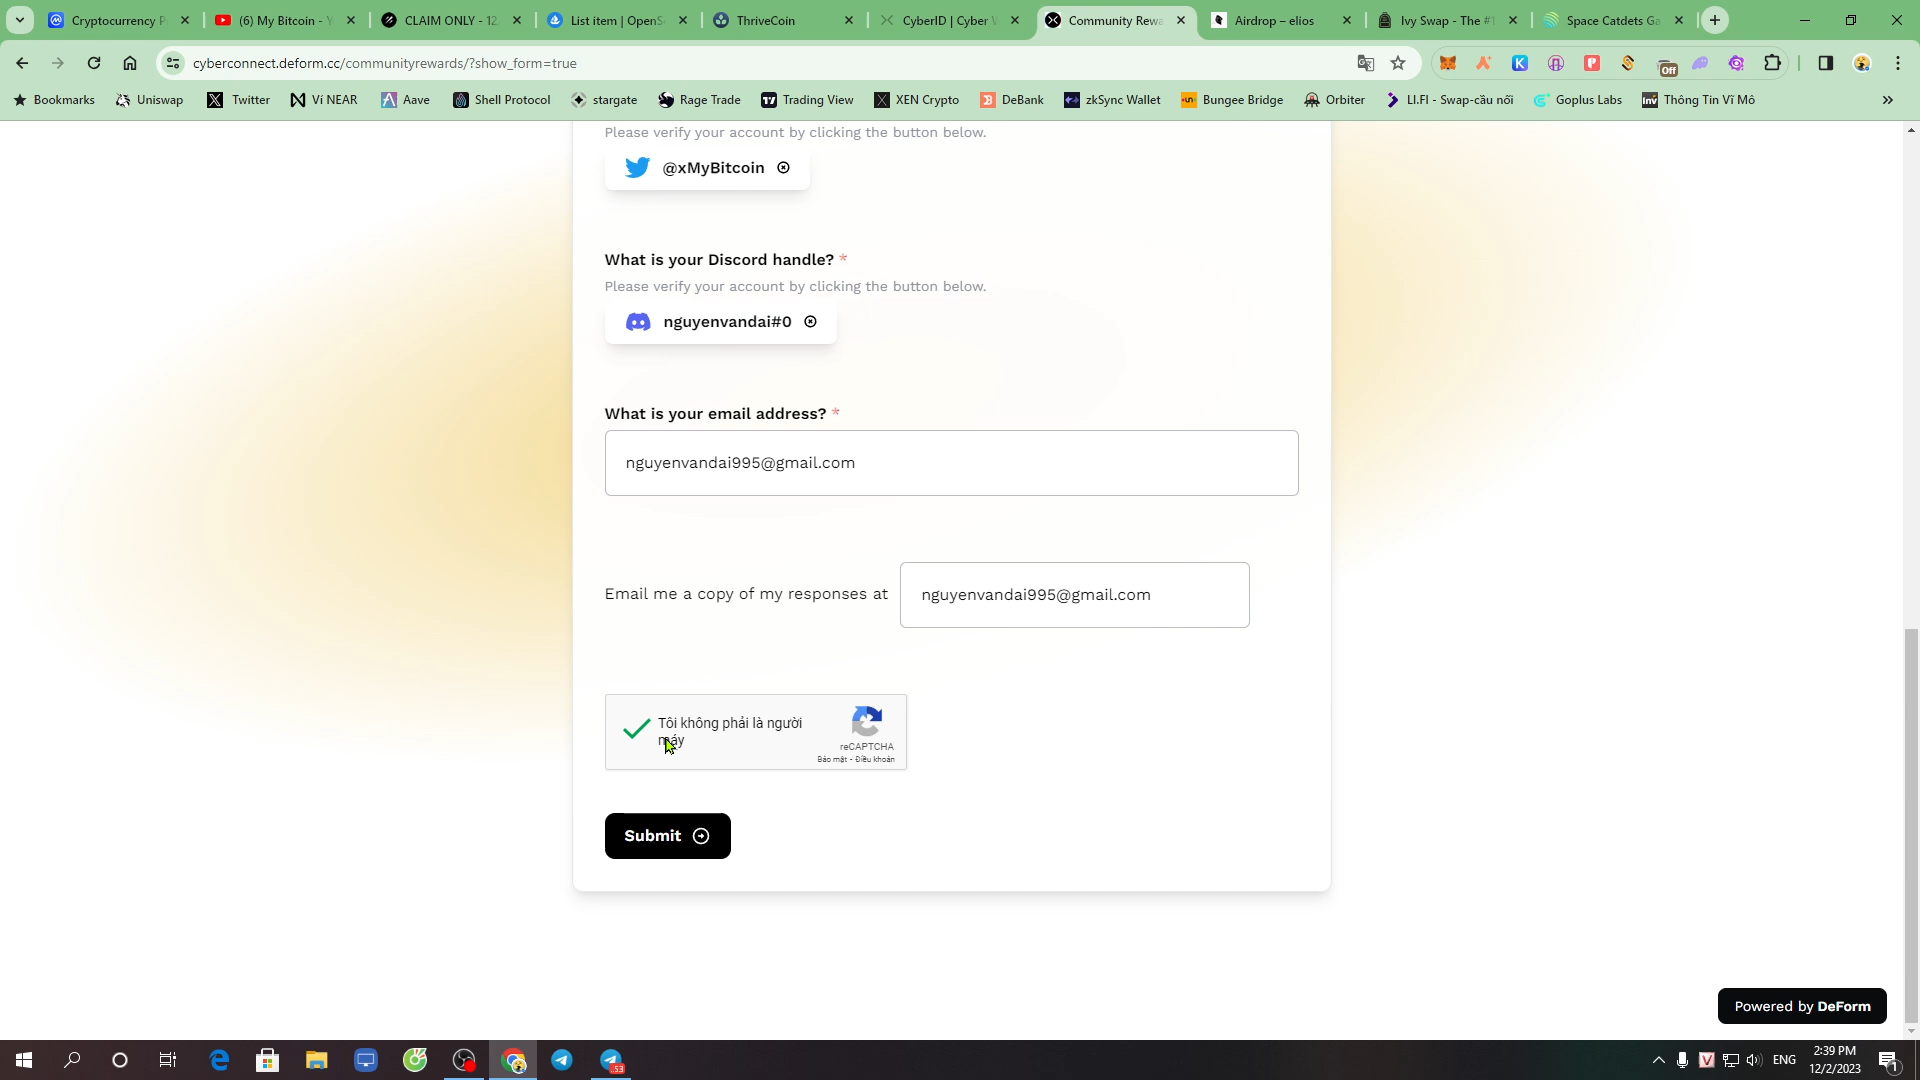 Cryptocurrency P
(6) My Bitcoin - Y
CLAIM ONLY - 12.
List item | OpenS
ThriveCoin
CyberID | Cyber V
Community Rewa
Airdrop – elios
Ivy Swap - The #1
Space Catdets Ga
cyberconnect.deform.cc/communityrewards/?show_form=true
Off
Bookmarks
Uniswap
Twitter
Ví NEAR
Aave
Shell Protocol
stargate
Rage Trade
Trading View
XEN Crypto
DeBank
zkSync Wallet
Bungee Bridge
Orbiter
LI.FI - Swap-cầu nối
Goplus Labs
Thông Tin Vĩ Mô
Please verify your account by clicking the button below.
@xMyBitcoin
What is your Discord handle? *
Please verify your account by clicking the button below.
nguyenvandai#0
What is your email address? *
nguyenvandai995@gmail.com
Email me a copy of my responses at
nguyenvandai995@gmail.com
Tôi không phải là người
máy
reCAPTCHA
Bảo mật - Điều khoản
Submit
Powered by DeForm
53
ENG
2:39 PM
12/2/2023
1